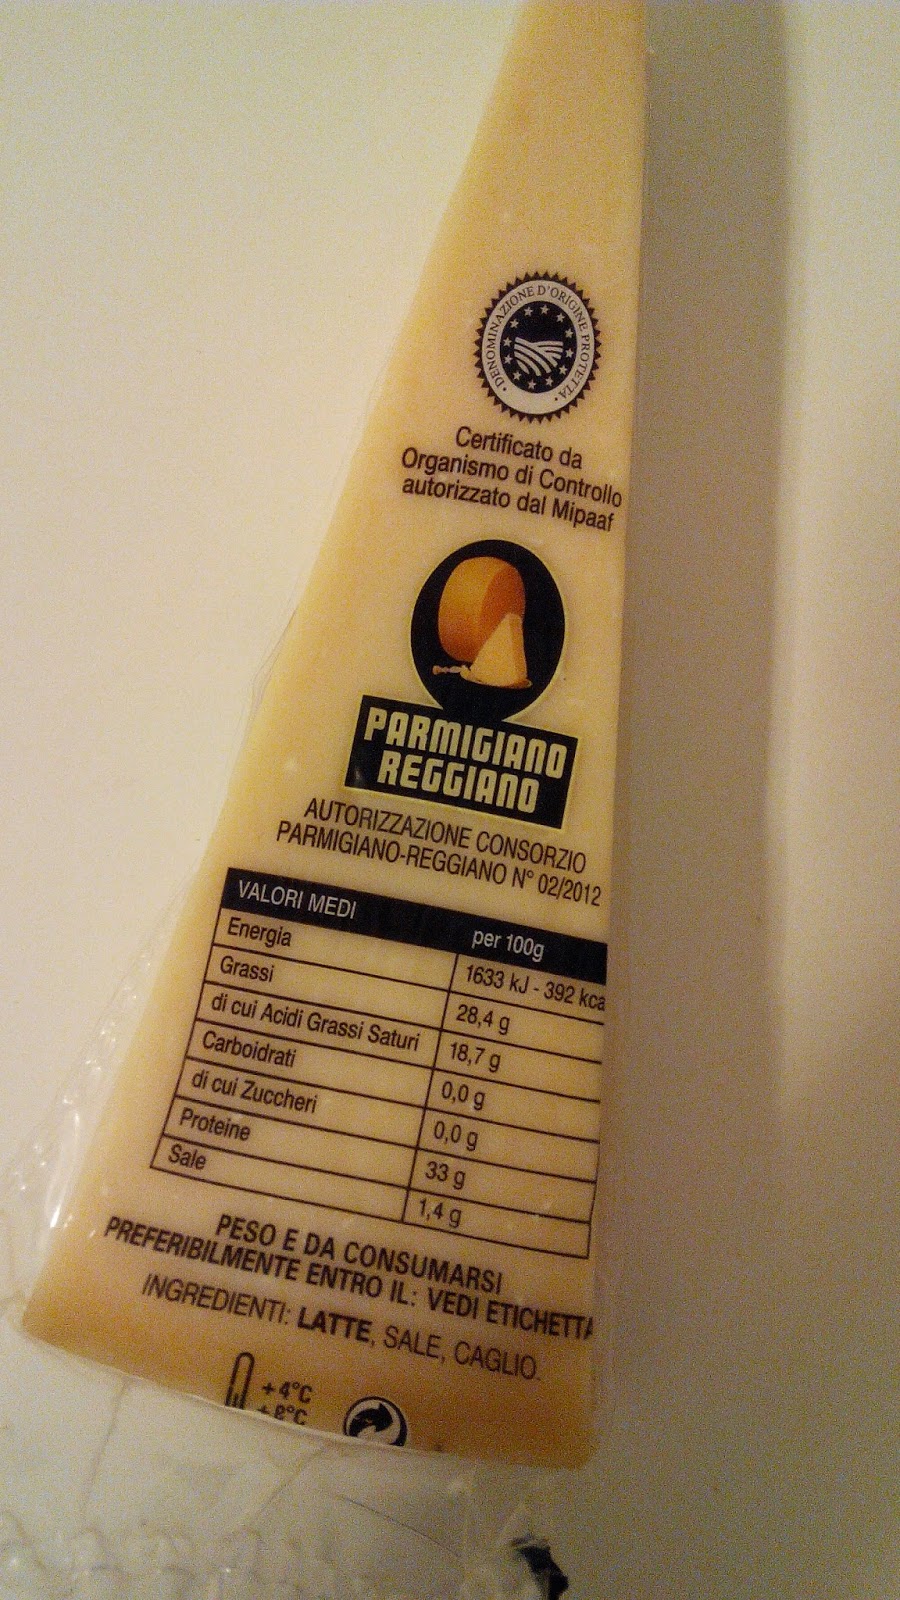 · DENOMINAZIONE D'ORIGINE PROTETTA ·
Certificato da
Organismo di Controllo
autorizzato dal Mipaaf
PARMIGIANO
REGGIANO
AUTORIZZAZIONE CONSORZIO
PARMIGIANO-REGGIANO N° 02/2012
VALORI MEDI per 100g
Energia 1633 kJ - 392 kca
Grassi 28,4 g
di cui Acidi Grassi Saturi 18,7 g
Carboidrati 0,0 g
di cui Zuccheri 0,0 g
Proteine 33 g
Sale 1,4 g
PESO E DA CONSUMARSI
PREFERIBILMENTE ENTRO IL: VEDI ETICHETTA
INGREDIENTI: LATTE, SALE, CAGLIO.
+4°C
+8°C